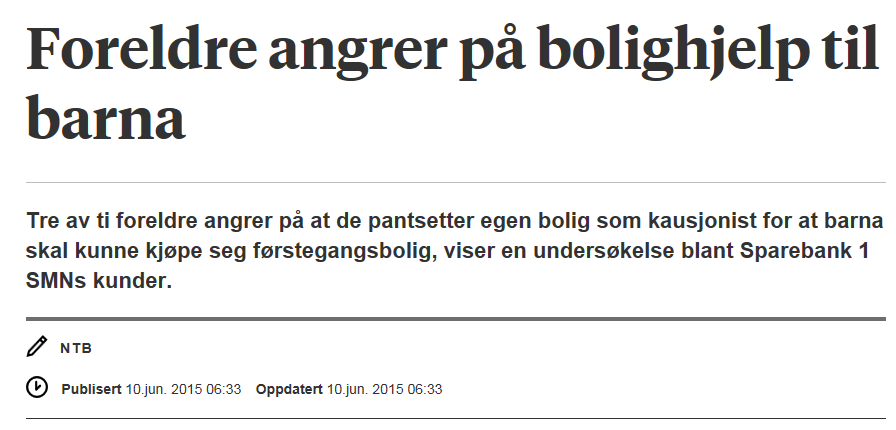 Foreldre angrer på bolighjelp til
barna
Tre av ti foreldre angrer på at de pantsetter egen bolig som kausjonist for at barna
skal kunne kjøpe seg førstegangsbolig, viser en undersøkelse blant Sparebank 1
SMNs kunder.
NTB
Publisert 10.jun. 2015 06:33 Oppdatert 10.jun. 2015 06:33